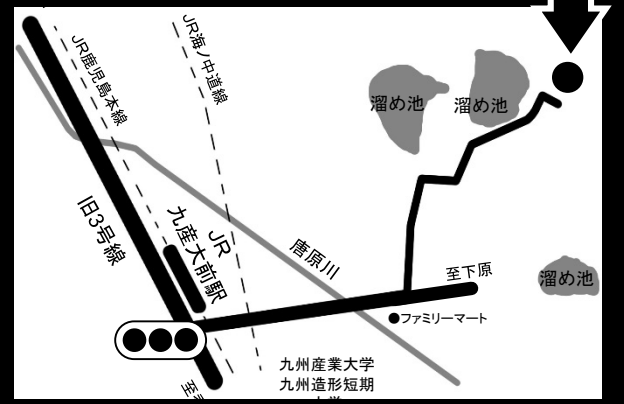 JR海ノ中道線
JR鹿児島本線
溜め池
溜め池
旧3号線
JR
九産大前駅
唐原川
至下原
溜め池
ファミリーマート
九州産業大学
九州造形短期